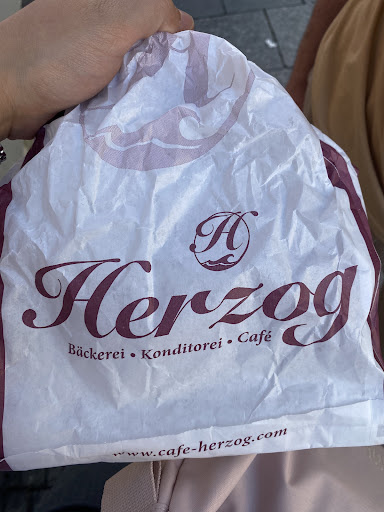 H
Herzog
Bäckerei • Konditorei • Café
www.cafe-herzog.com